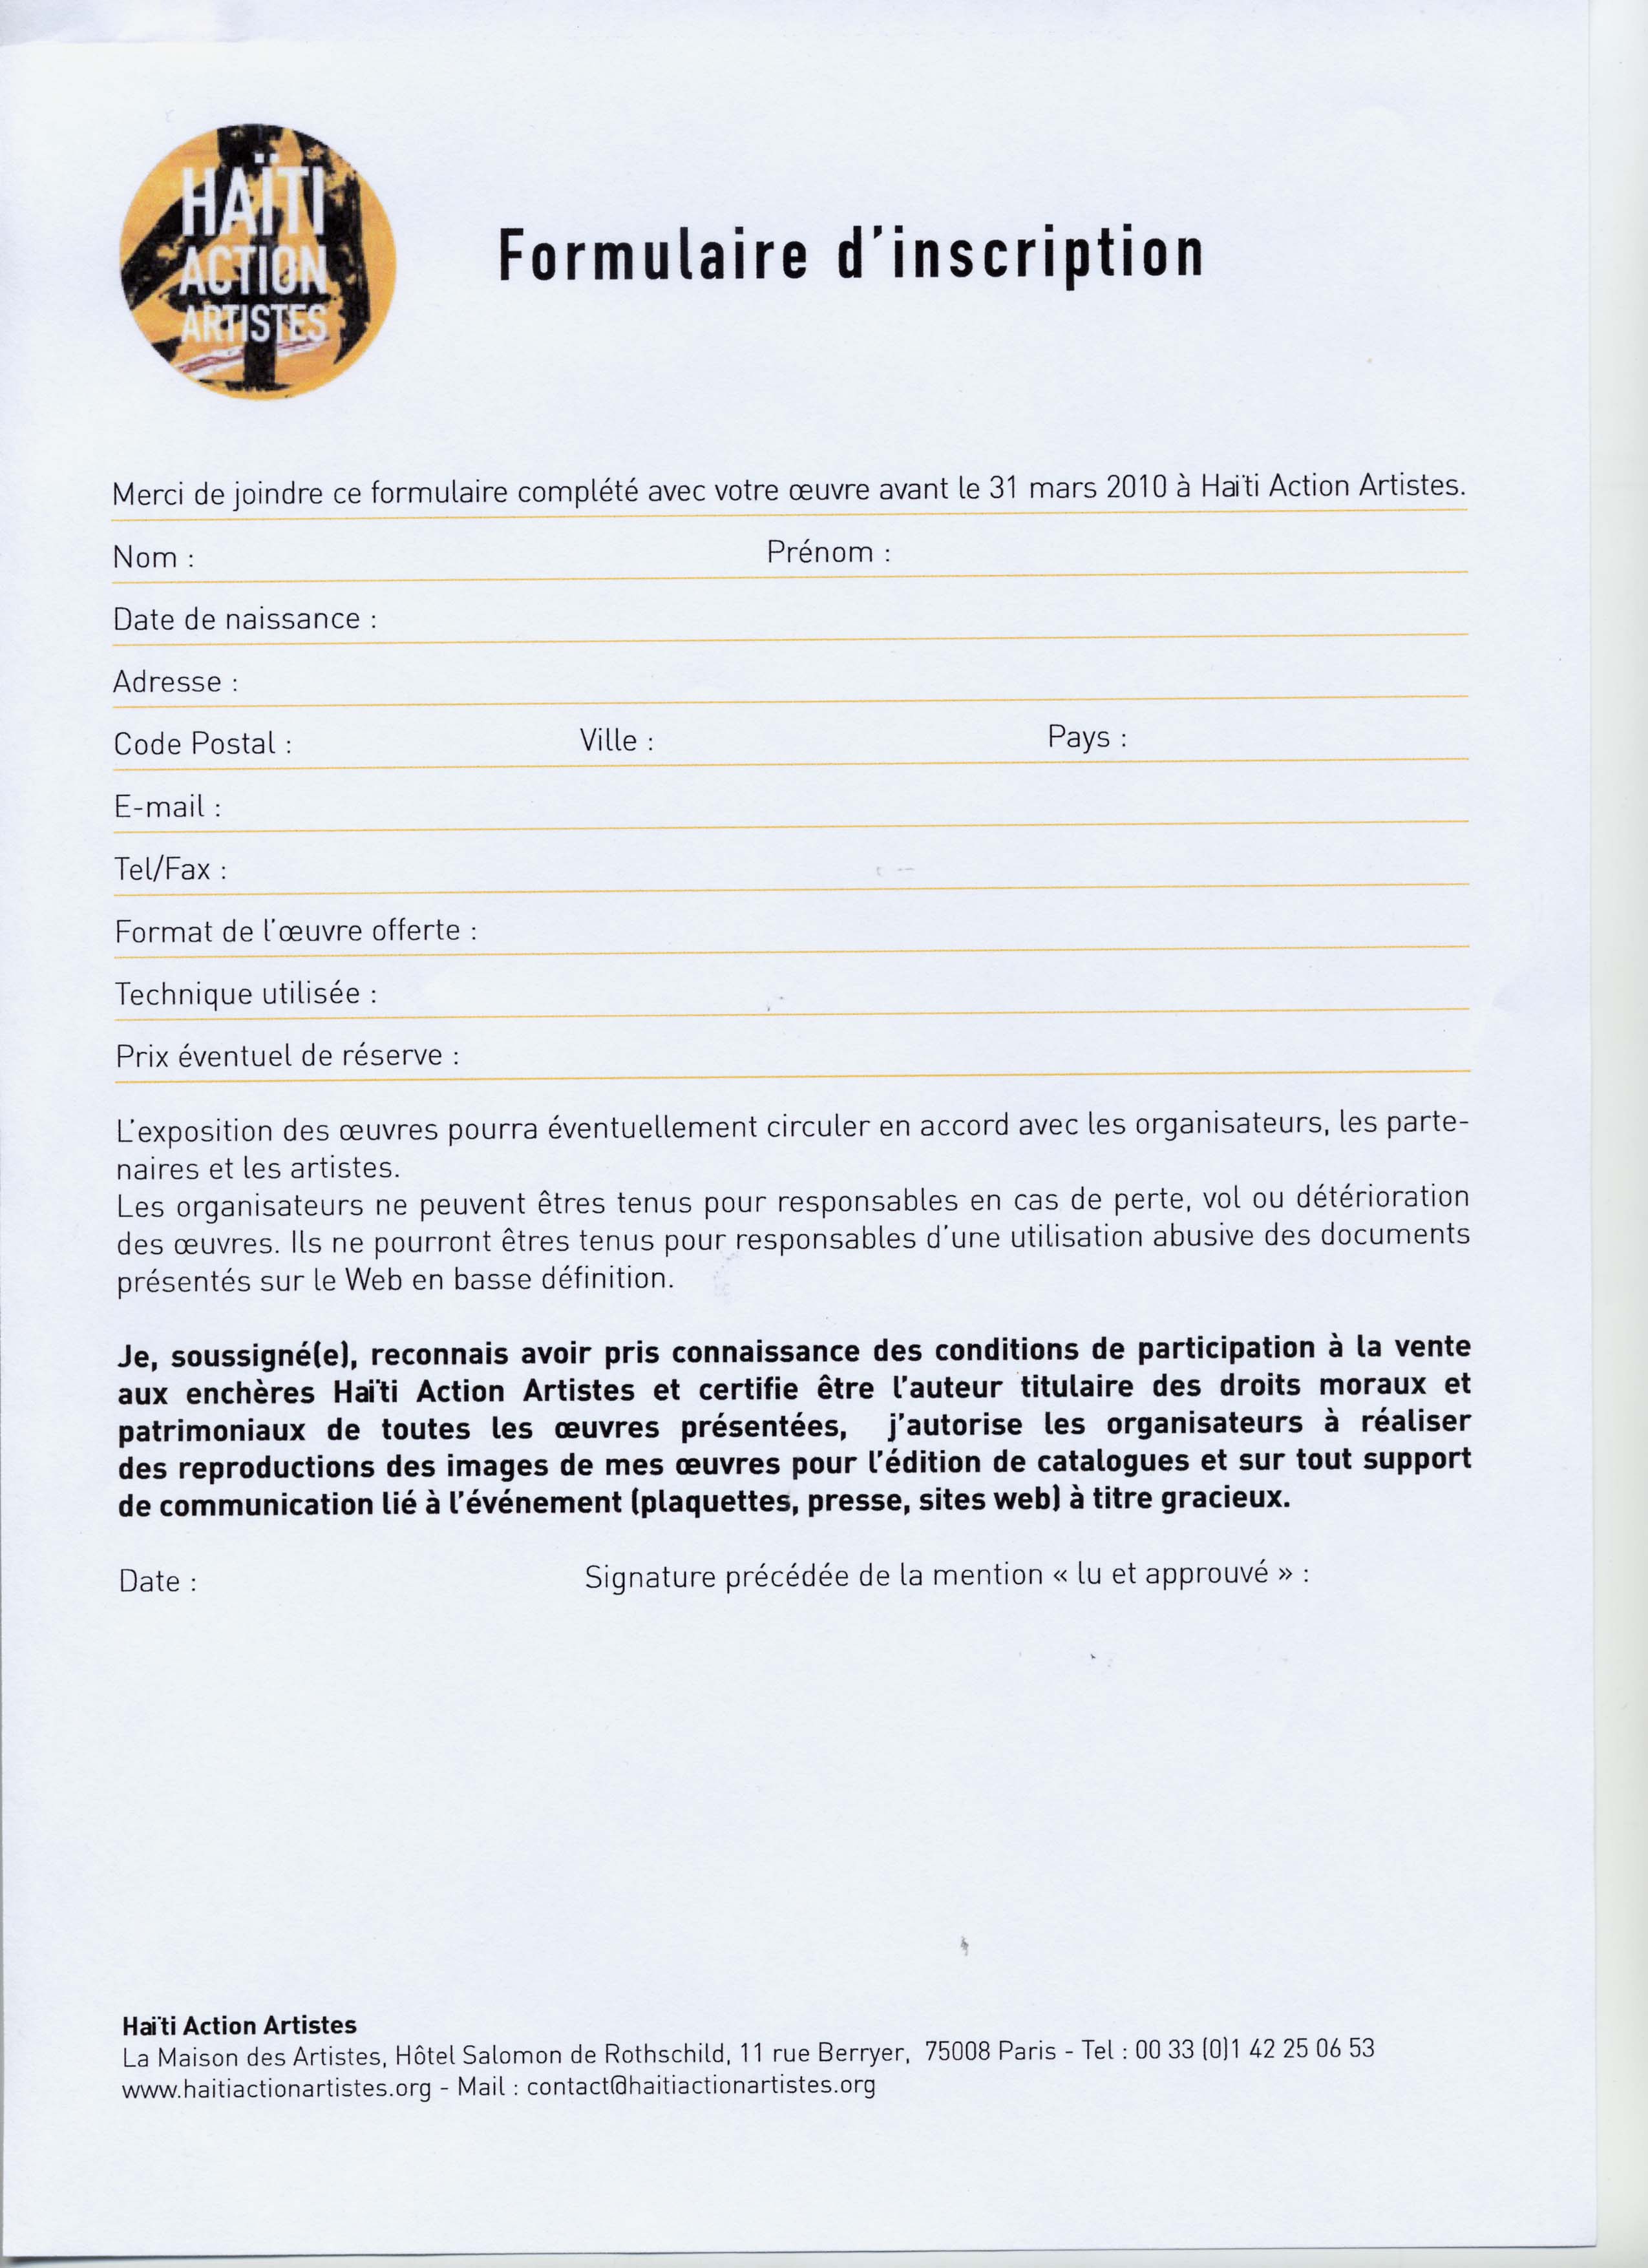 HAÏTI
ACTION
ARTISTES
Formulaire d'inscription
Merci de joindre ce formulaire complété avec votre œuvre avant le 31 mars 2010 à Haïti Action Artistes.
Nom : Prénom :
Date de naissance :
Adresse :
Code Postal : Ville : Pays :
E-mail :
Tel/Fax :
Format de l'œuvre offerte :
Technique utilisée :
Prix éventuel de réserve :
L'exposition des œuvres pourra éventuellement circuler en accord avec les organisateurs, les parte-
naires et les artistes.
Les organisateurs ne peuvent êtres tenus pour responsables en cas de perte, vol ou détérioration
des œuvres. Ils ne pourront êtres tenus pour responsables d'une utilisation abusive des documents
présentés sur le Web en basse définition.
Je, soussigné(e), reconnais avoir pris connaissance des conditions de participation à la vente
aux enchères Haïti Action Artistes et certifie être l'auteur titulaire des droits moraux et
patrimoniaux de toutes les œuvres présentées, j'autorise les organisateurs à réaliser
des reproductions des images de mes œuvres pour l'édition de catalogues et sur tout support
de communication lié à l'événement (plaquettes, presse, sites web) à titre gracieux.
Date : Signature précédée de la mention « lu et approuvé » :
Haïti Action Artistes
La Maison des Artistes, Hôtel Salomon de Rothschild, 11 rue Berryer, 75008 Paris - Tel : 00 33 (0)1 42 25 06 53
www.haitiactionartistes.org - Mail : contact@haitiactionartistes.org